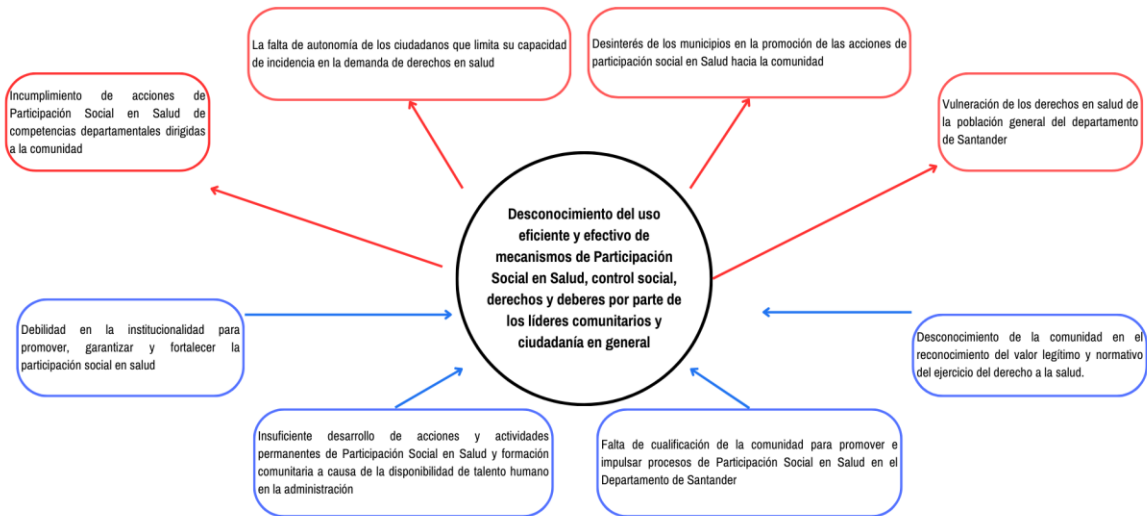 La falta de autonomía de los ciudadanos que limita su capacidad
de incidencia en la demanda de derechos en salud
Desinterés de los municipios en la promoción de las acciones de
participación social en Salud hacia la comunidad
Incumplimiento de acciones de
Participación Social en Salud de
competencias departamentales dirigidas
a la comunidad
Vulneración de los derechos en salud de
la población general del departamento
de Santander
Desconocimiento del uso
eficiente y efectivo de
mecanismos de Participación
Social en Salud, control social,
derechos y deberes por parte de
los líderes comunitarios y
ciudadanía en general
Debilidad en la institucionalidad para
promover, garantizar y fortalecer la
participación social en salud
Desconocimiento de la comunidad en el
reconocimiento del valor legítimo y normativo
del ejercicio del derecho a la salud.
Insuficiente desarrollo de acciones y actividades
permanentes de Participación Social en Salud y formación
comunitaria a causa de la disponibilidad de talento humano
en la administración
Falta de cualificación de la comunidad para promover e
impulsar procesos de Participación Social en Salud en el
Departamento de Santander